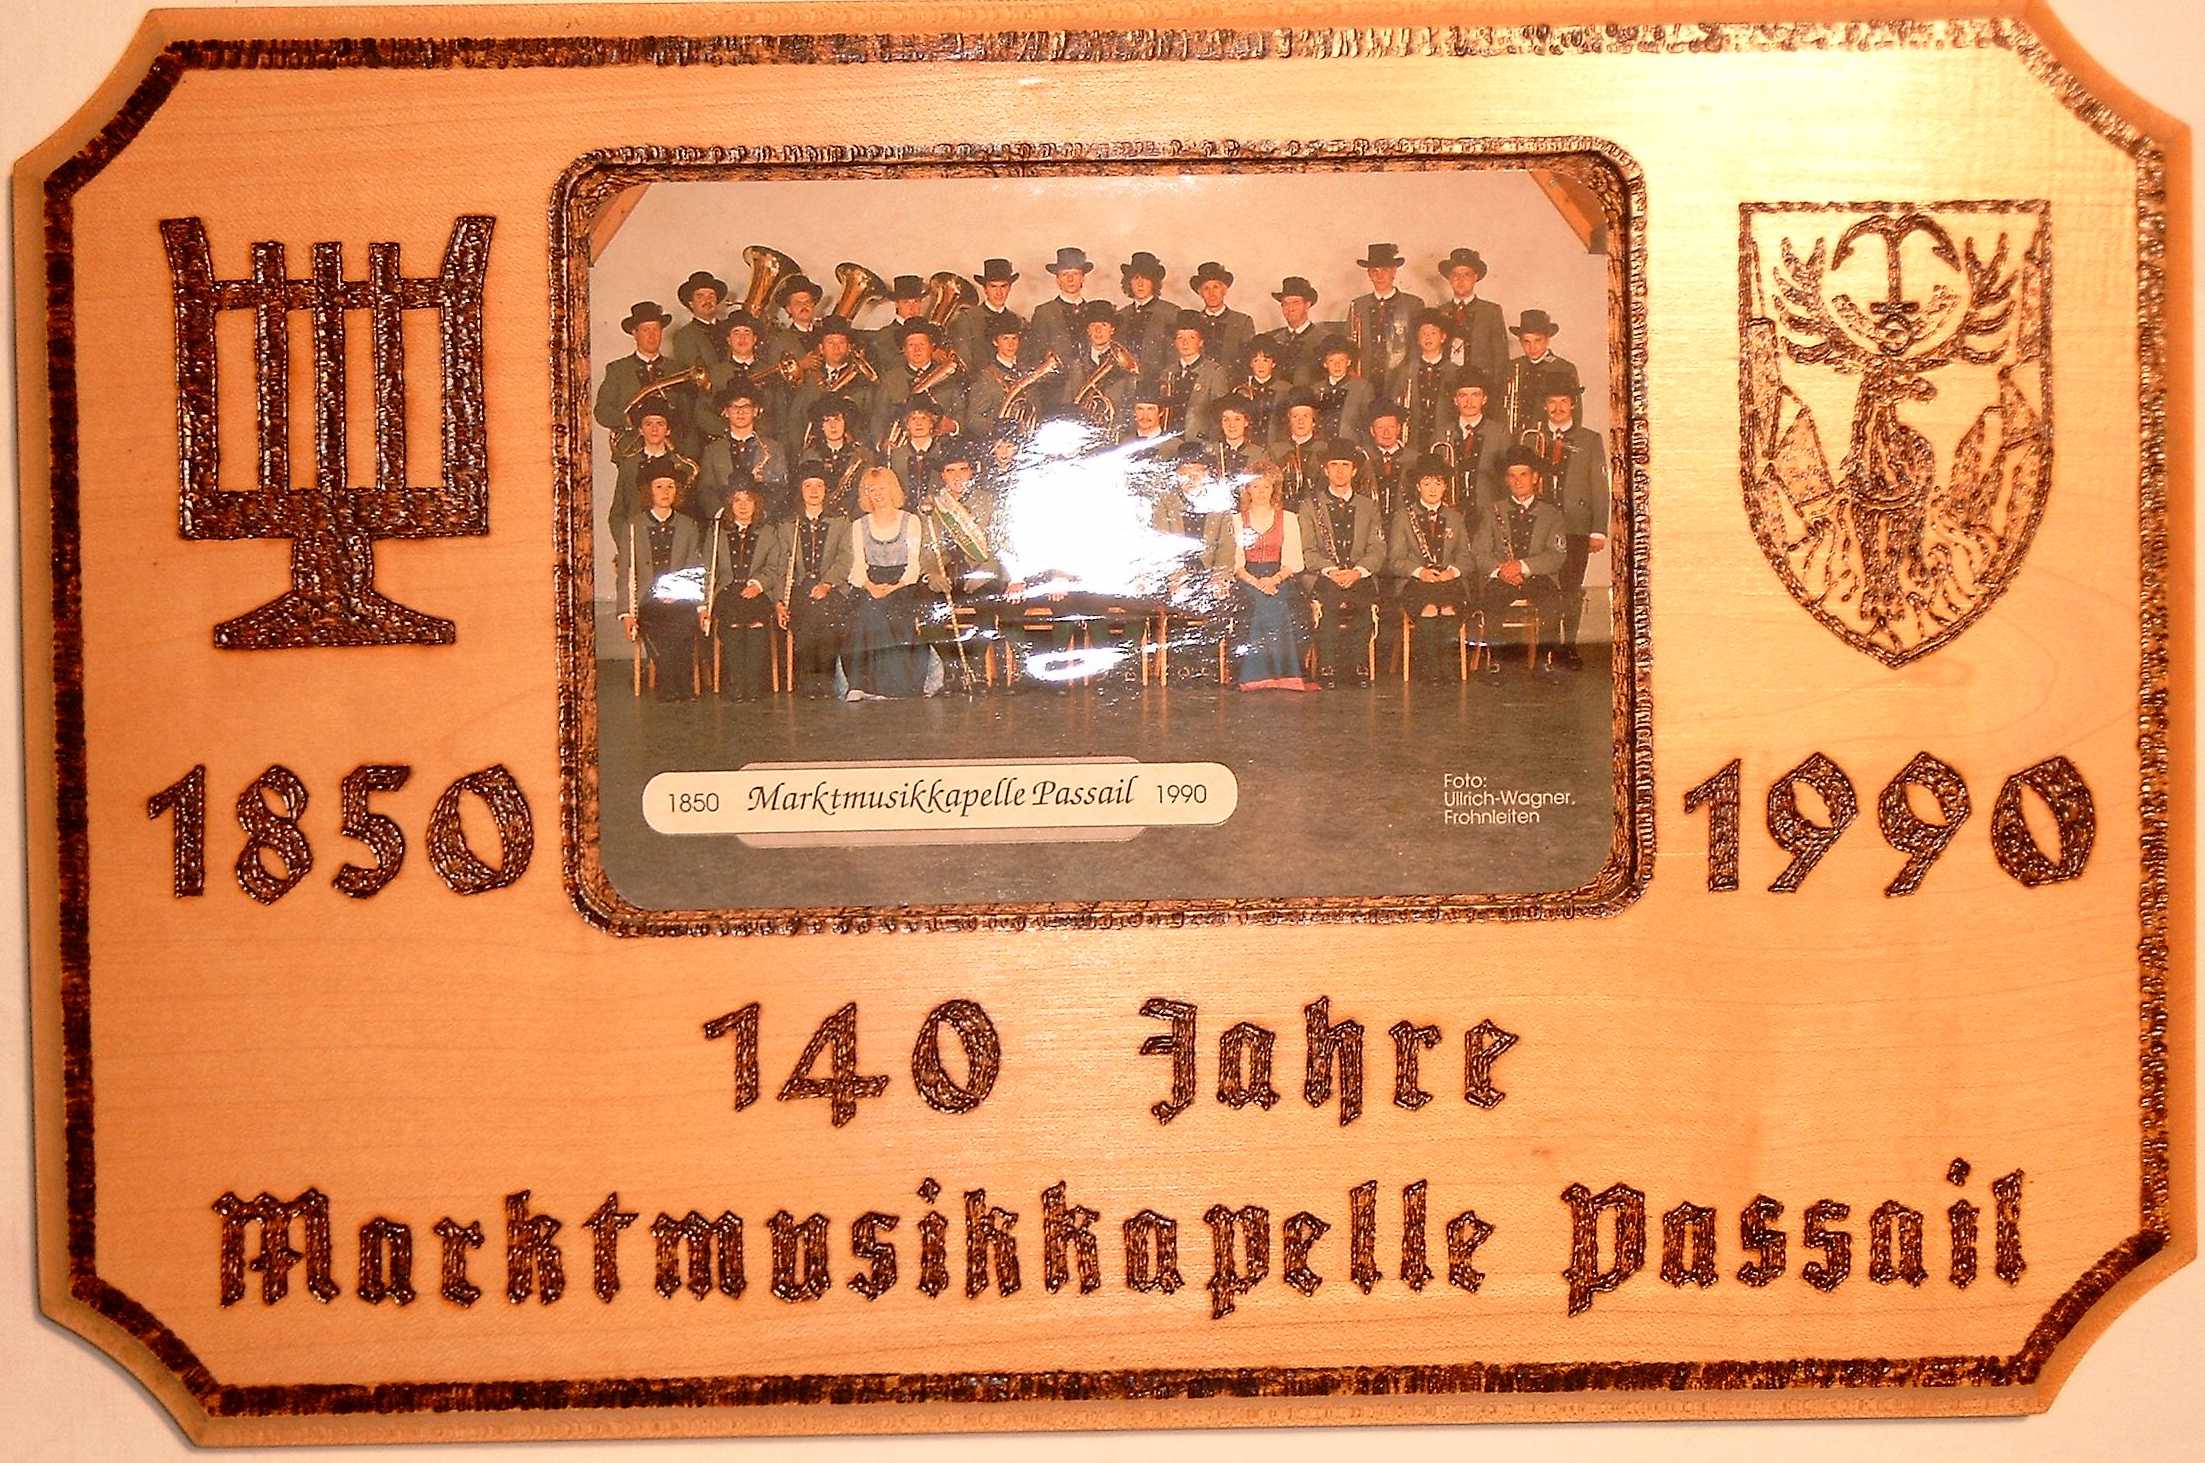 1850 Marktmusikkapelle Passail 1990
Foto:
Ullrich-Wagner,
Frohnleiten
1850
1990
140 Jahre
Marktmusikkapelle Passail